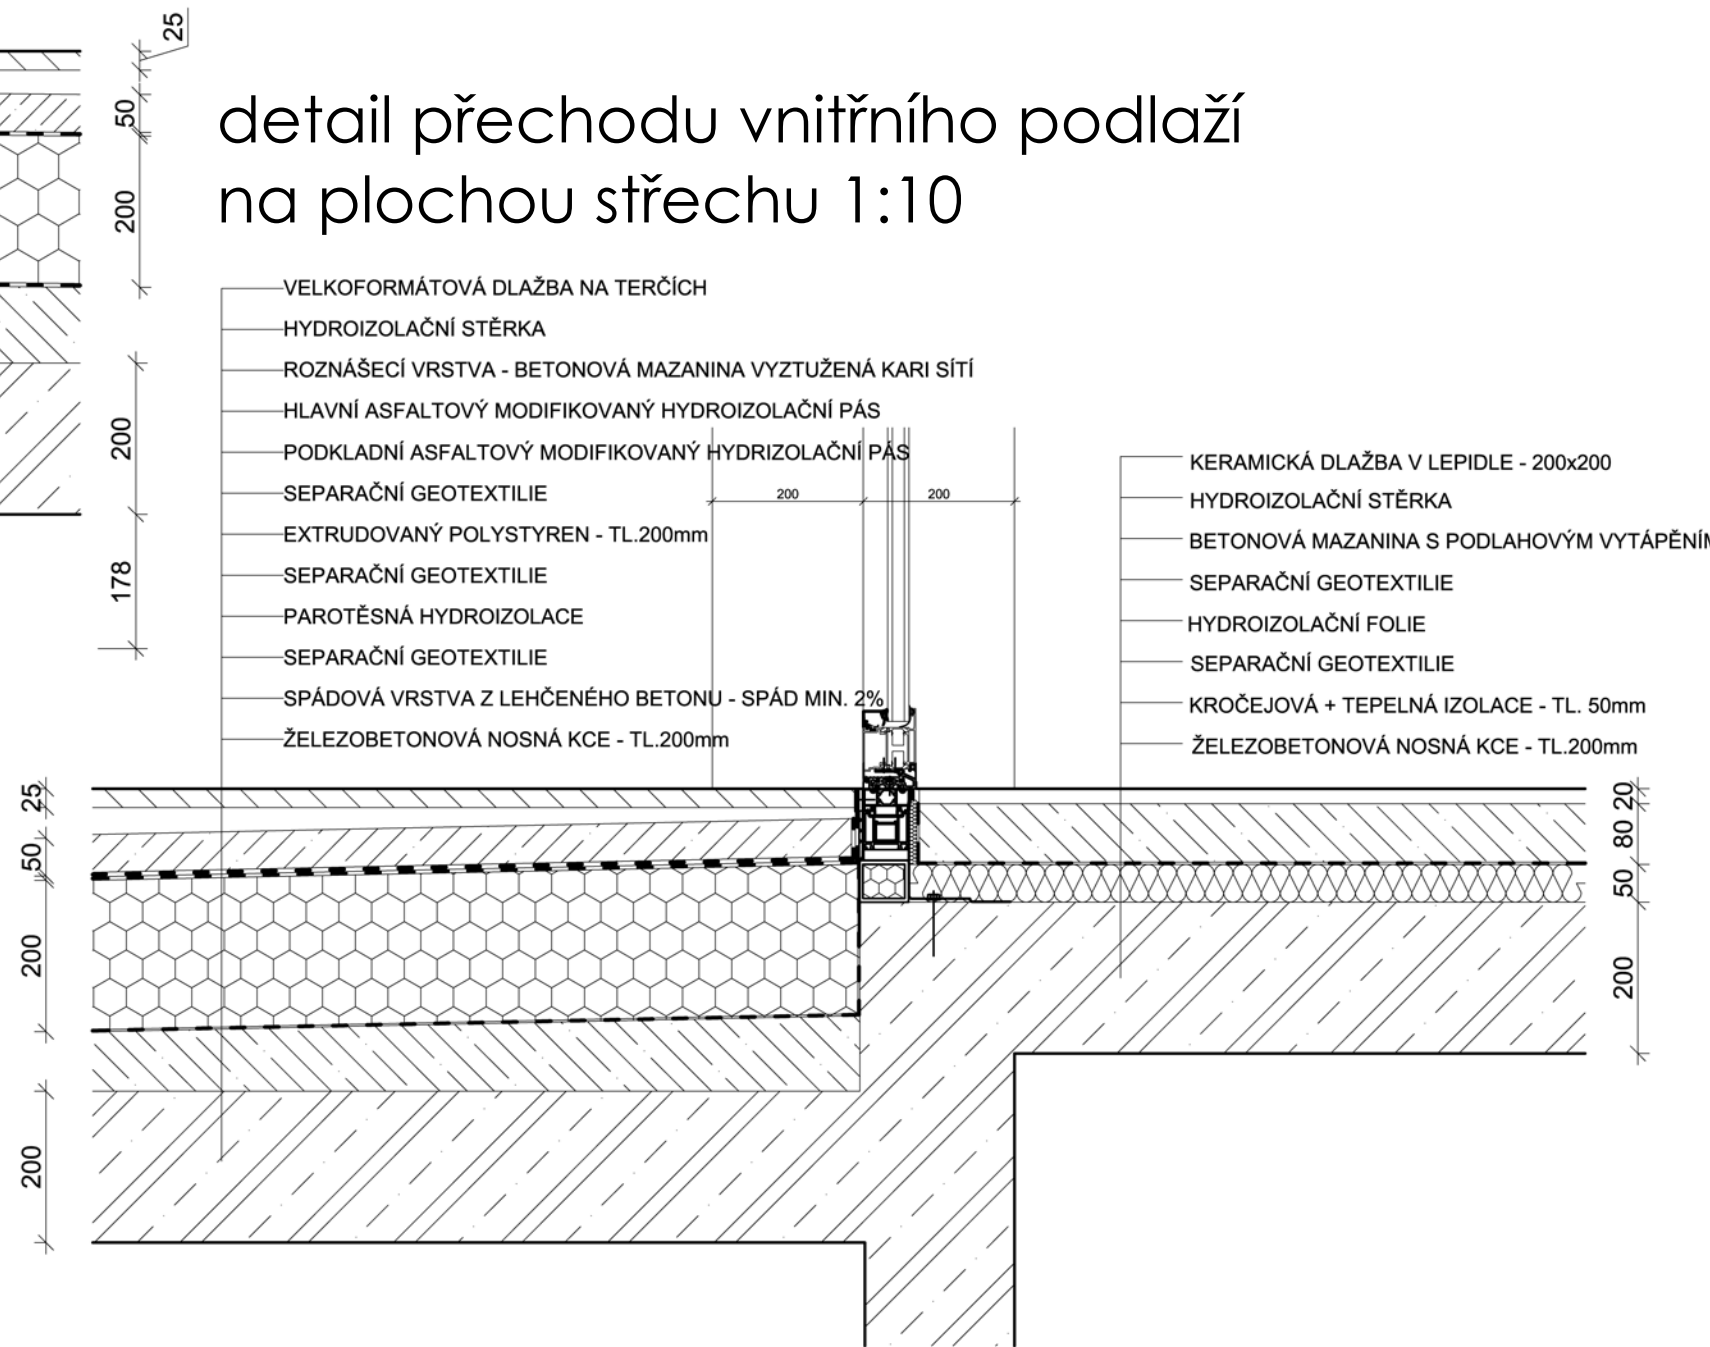 25
50
200
200
178
detail přechodu vnitřního podlaží
na plochou střechu 1:10
VELKOFORMÁTOVÁ DLAŽBA NA TERČÍCH
HYDROIZOLAČNÍ STĚRKA
ROZNÁŠECÍ VRSTVA - BETONOVÁ MAZANINA VYZTUŽENÁ KARI SÍTÍ
HLAVNÍ ASFALTOVÝ MODIFIKOVANÝ HYDROIZOLAČNÍ PÁS
PODKLADNÍ ASFALTOVÝ MODIFIKOVANÝ HYDRIZOLAČNÍ PÁS
SEPARAČNÍ GEOTEXTILIE
EXTRUDOVANÝ POLYSTYREN - TL.200mm
SEPARAČNÍ GEOTEXTILIE
PAROTĚSNÁ HYDROIZOLACE
SEPARAČNÍ GEOTEXTILIE
SPÁDOVÁ VRSTVA Z LEHČENÉHO BETONU - SPÁD MIN. 2%
ŽELEZOBETONOVÁ NOSNÁ KCE - TL.200mm
200
200
KERAMICKÁ DLAŽBA V LEPIDLE - 200x200
HYDROIZOLAČNÍ STĚRKA
BETONOVÁ MAZANINA S PODLAHOVÝM VYTÁPĚNÍM
SEPARAČNÍ GEOTEXTILIE
HYDROIZOLAČNÍ FOLIE
SEPARAČNÍ GEOTEXTILIE
KROČEJOVÁ + TEPELNÁ IZOLACE - TL. 50mm
ŽELEZOBETONOVÁ NOSNÁ KCE - TL.200mm
25
50
200
200
20
80
50
200